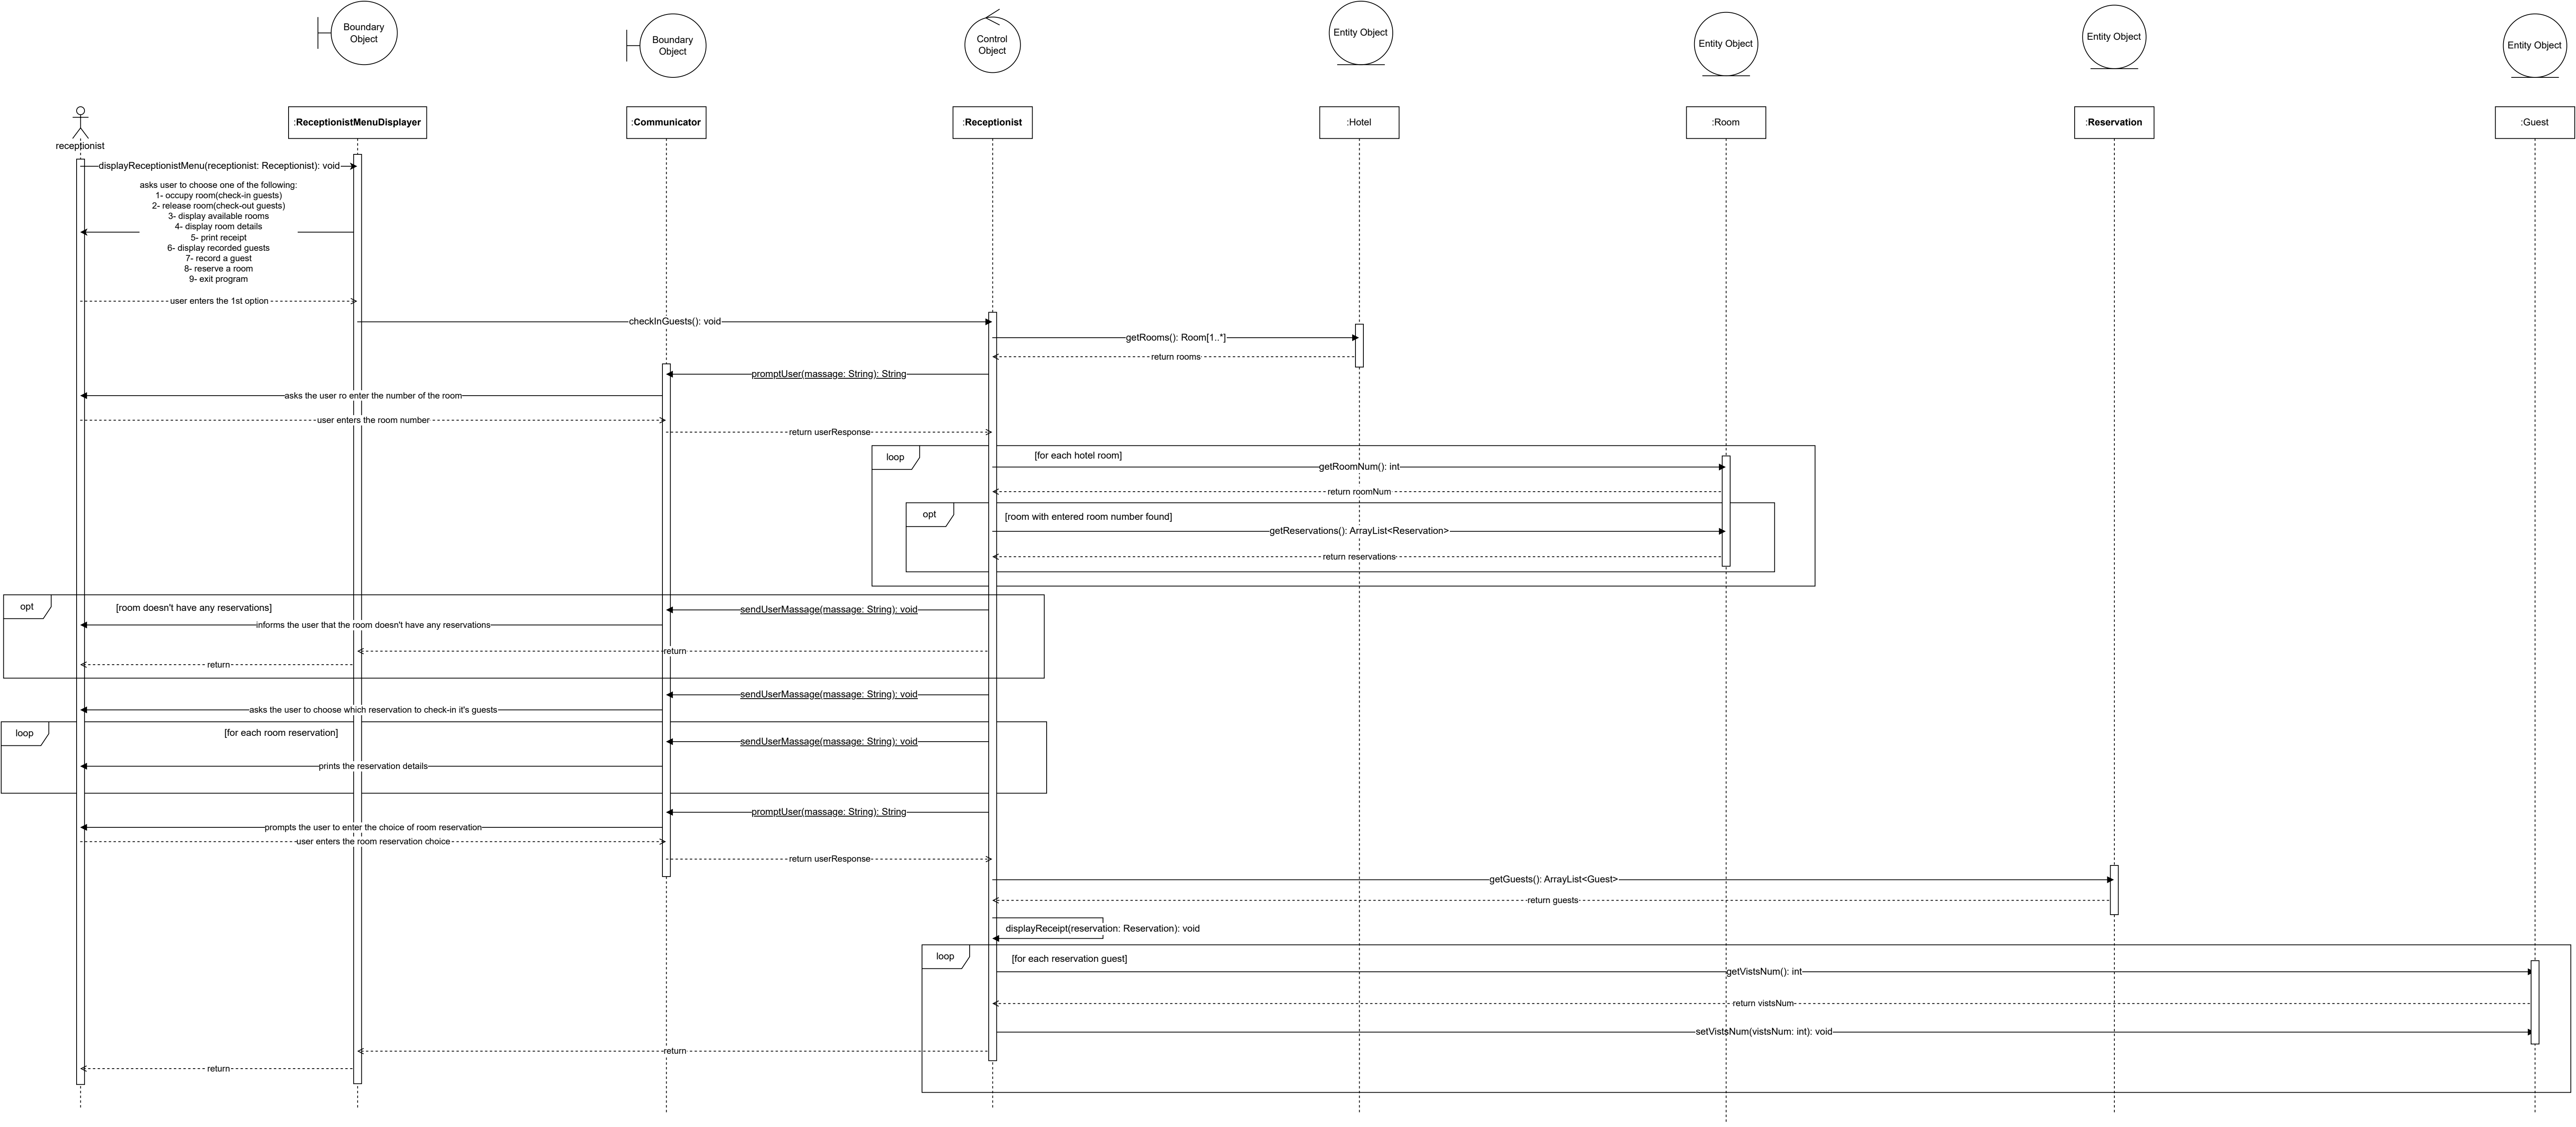 Boundary
Object
Boundary
Object
Control
Object
Entity Object
Entity Object
Entity Object
Entity Object
receptionist
:ReceptionistMenuDisplayer
:Communicator
:Receptionist
:Hotel
:Room
:Reservation
:Guest
displayReceptionistMenu(receptionist: Receptionist): void
asks user to choose one of the following:
1- occupy room(check-in guests)
2- release room(check-out guests)
3- display available rooms
4- display room details
5- print receipt
6- display recorded guests
7- record a guest
8- reserve a room
9- exit program
user enters the 1st option
checkInGuests(): void
getRooms(): Room[1..*]
return rooms
promptUser(massage: String): String
asks the user ro enter the number of the room
user enters the room number
return userResponse
loop
[for each hotel room]
getRoomNum(): int
return roomNum
opt
[room with entered room number found]
getReservations(): ArrayList<Reservation>
return reservations
opt
[room doesn't have any reservations]
sendUserMassage(massage: String): void
informs the user that the room doesn't have any reservations
return
return
sendUserMassage(massage: String): void
asks the user to choose which reservation to check-in it's guests
loop
[for each room reservation]
sendUserMassage(massage: String): void
prints the reservation details
promptUser(massage: String): String
prompts the user to enter the choice of room reservation
user enters the room reservation choice
return userResponse
getGuests(): ArrayList<Guest>
return guests
displayReceipt(reservation: Reservation): void
loop
[for each reservation guest]
getVistsNum(): int
return vistsNum
setVistsNum(vistsNum: int): void
return
return